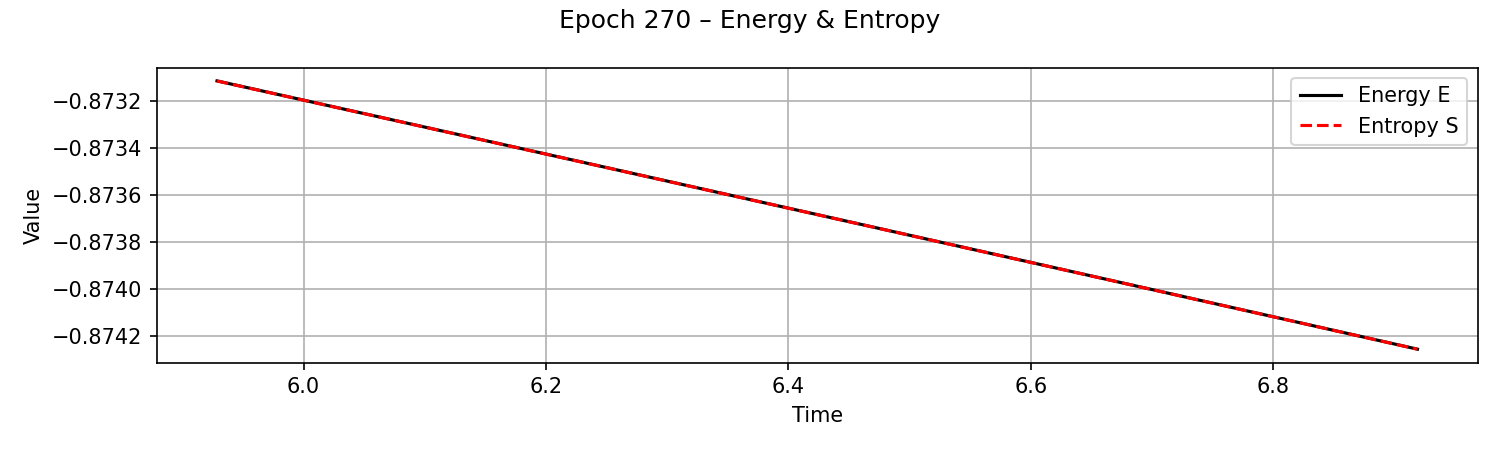 Epoch 270 – Energy & Entropy
Energy E
Entropy S
Value
−0.8732
−0.8734
−0.8736
−0.8738
−0.8740
−0.8742
6.0 6.2 6.4 6.6 6.8
Time